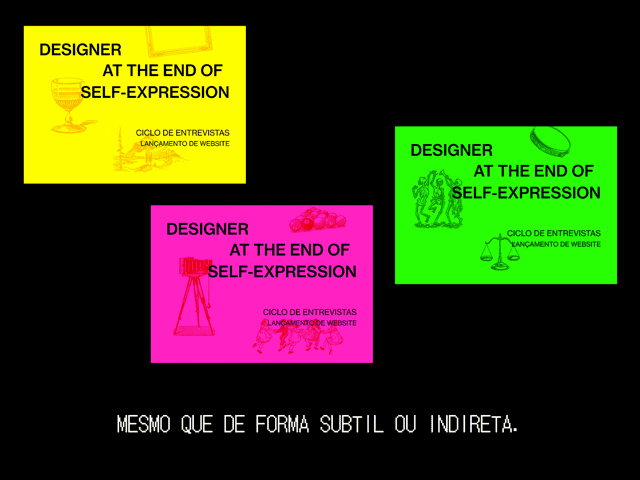 DESIGNER
AT THE END OF
SELF-EXPRESSION
CICLO DE ENTREVISTAS
LANÇAMENTO DE WEBSITE
DESIGNER
AT THE END OF
SELF-EXPRESSION
CICLO DE ENTREVISTAS
LANÇAMENTO DE WEBSITE
DESIGNER
AT THE END OF
SELF-EXPRESSION
CICLO DE ENTREVISTAS
LANÇAMENTO DE WEBSITE
MESMO QUE DE FORMA SUBTIL OU INDIRETA.